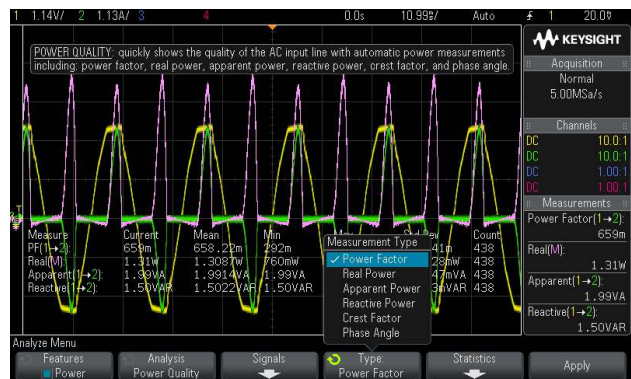 1 1.14V/ 2 1.13A/ 3 4 0.0s 10.99%/ Auto 1 20.0V
POWER QUALITY: quickly shows the quality of the AC input line with automatic power measurements
including: power factor, real power, apparent power, reactive power, crest factor, and phase angle.
KEYSIGHT
Acquisition
Normal
5.00MSa/s
Channels
DC 10.0:1
DC 10.0:1
DC 1.00:1
DC 1.00:1
Measurements
Power Factor(1→2):
659m
Real(M):
1.31W
Apparent(1→2):
1.99VA
Reactive(1→2):
1.50VAR
Measure Current Mean Min Count
PF(1→2): 659m 658.22m 292m 41m 438
Real(M): 1.31W 1.3087W 760mW 28mW 438
Apparent(1→2): 1.99VA 1.9914VA 1.99VA 47mVA 438
Reactive(1→2): 1.50VAR 1.5022VAR 1.50VAR 3mVAR 438
Measurement Type
Power Factor
Real Power
Apparent Power
Reactive Power
Crest Factor
Phase Angle
Analyze Menu
Features
Power
Analysis
Power Quality
Signals
Type:
Power Factor
Statistics
Apply